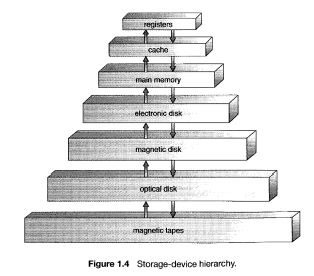 registers
cache
main memory
electronic disk
magnetic disk
optical disk
magnetic tapes
Figure 1.4 Storage-device hierarchy.